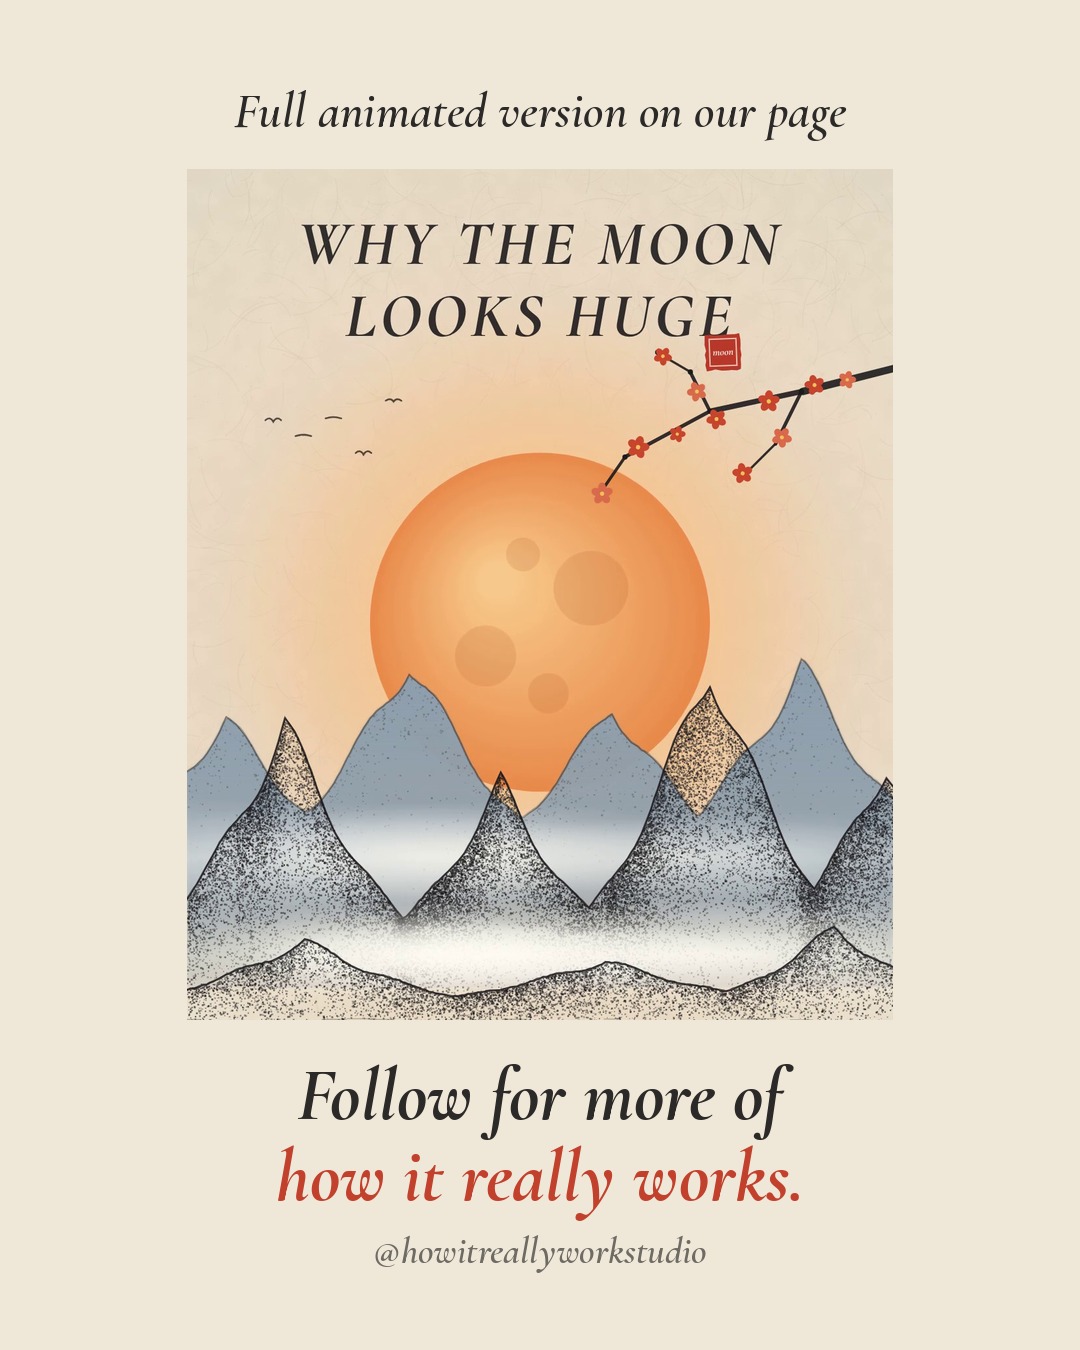 Full animated version on our page
WHY THE MOON
LOOKS HUGE
moon
Follow for more of
how it really works.
@howitreallyworkstudio